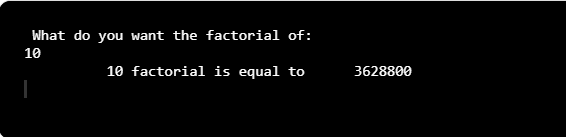 What do you want the factorial of:
10
10 factorial is equal to 3628800